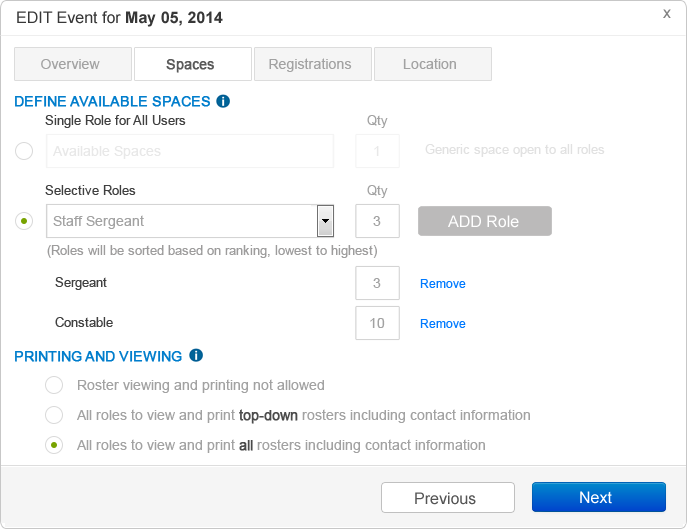 EDIT Event for May 05, 2014 x
Overview Spaces Registrations Location
DEFINE AVAILABLE SPACES i
Single Role for All Users Qty
Available Spaces 1 Generic space open to all roles
Selective Roles Qty
Staff Sergeant 3 ADD Role
(Roles will be sorted based on ranking, lowest to highest)
Sergeant 3 Remove
Constable 10 Remove
PRINTING AND VIEWING i
Roster viewing and printing not allowed
All roles to view and print top-down rosters including contact information
All roles to view and print all rosters including contact information
Previous Next